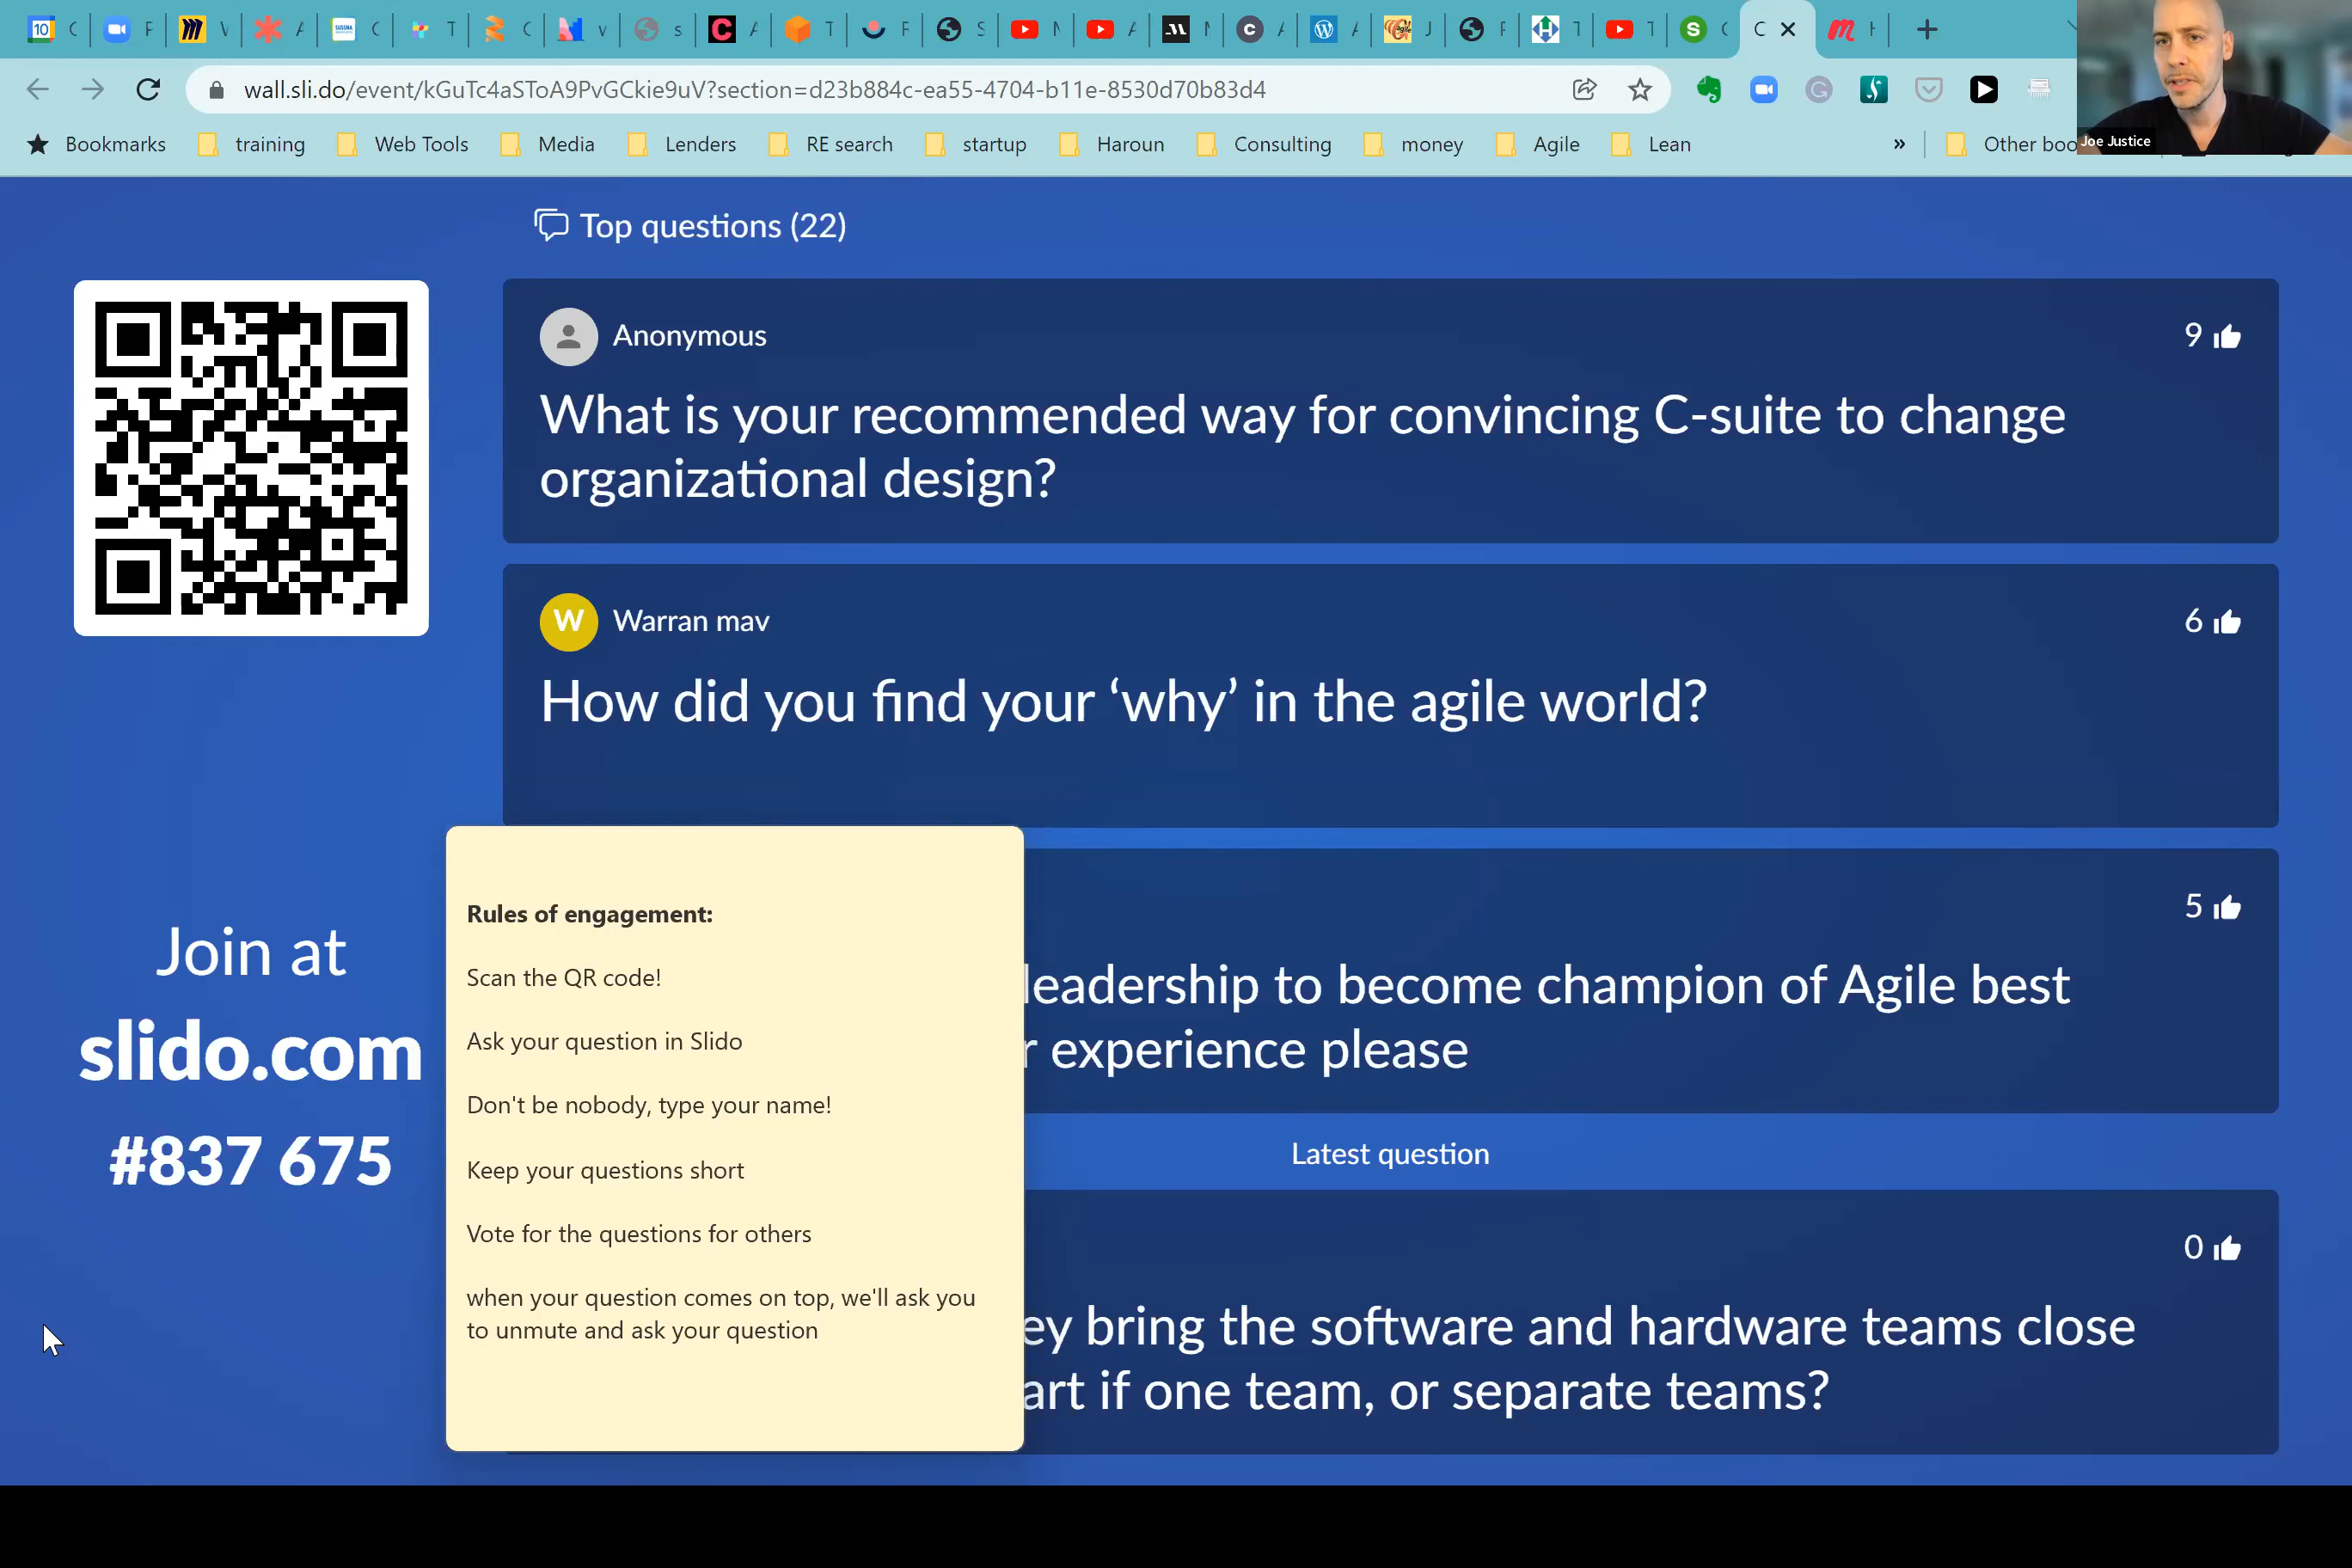 10
wall.sli.do/event/kGuTc4aSToA9PvGCkie9uV?section=d23b884c-ea55-4704-b11e-8530d70b83d4
Bookmarks training Web Tools Media Lenders RE search startup Haroun Consulting money Agile Lean » Other boo
Joe Justice
Top questions (22)
Anonymous 9
What is your recommended way for convincing C-suite to change
organizational design?
W Warran mav 6
How did you find your ‘why’ in the agile world?
5
leadership to become champion of Agile best
r experience please
Latest question
0
ey bring the software and hardware teams close
art if one team, or separate teams?
Join at
slido.com
#837 675
Rules of engagement:
Scan the QR code!
Ask your question in Slido
Don't be nobody, type your name!
Keep your questions short
Vote for the questions for others
when your question comes on top, we'll ask you
to unmute and ask your question